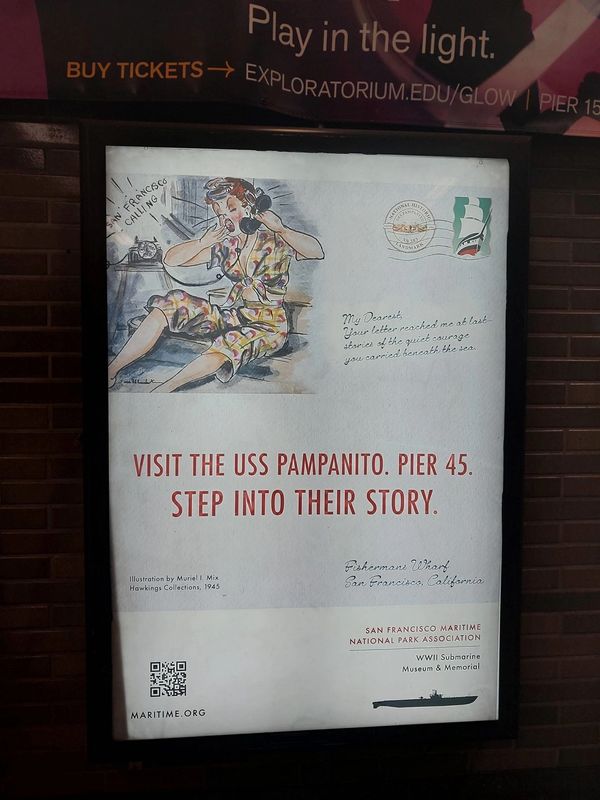 Play in the light.
BUY TICKETS → EXPLORATORIUM.EDU/GLOW | PIER 15
SAN FRANCISCO
CALLING!
NATIONAL HISTORIC
LANDMARK
My Dearest,
Your letter reached me at last—
stories of the quiet courage
you carried beneath the sea.
VISIT THE USS PAMPANITO. PIER 45.
STEP INTO THEIR STORY.
Fishermans Wharf
San Francisco, California
Illustration by Muriel I. Mix
Hawkings Collections, 1945
SAN FRANCISCO MARITIME
NATIONAL PARK ASSOCIATION
WWII Submarine
Museum & Memorial
MARITIME.ORG